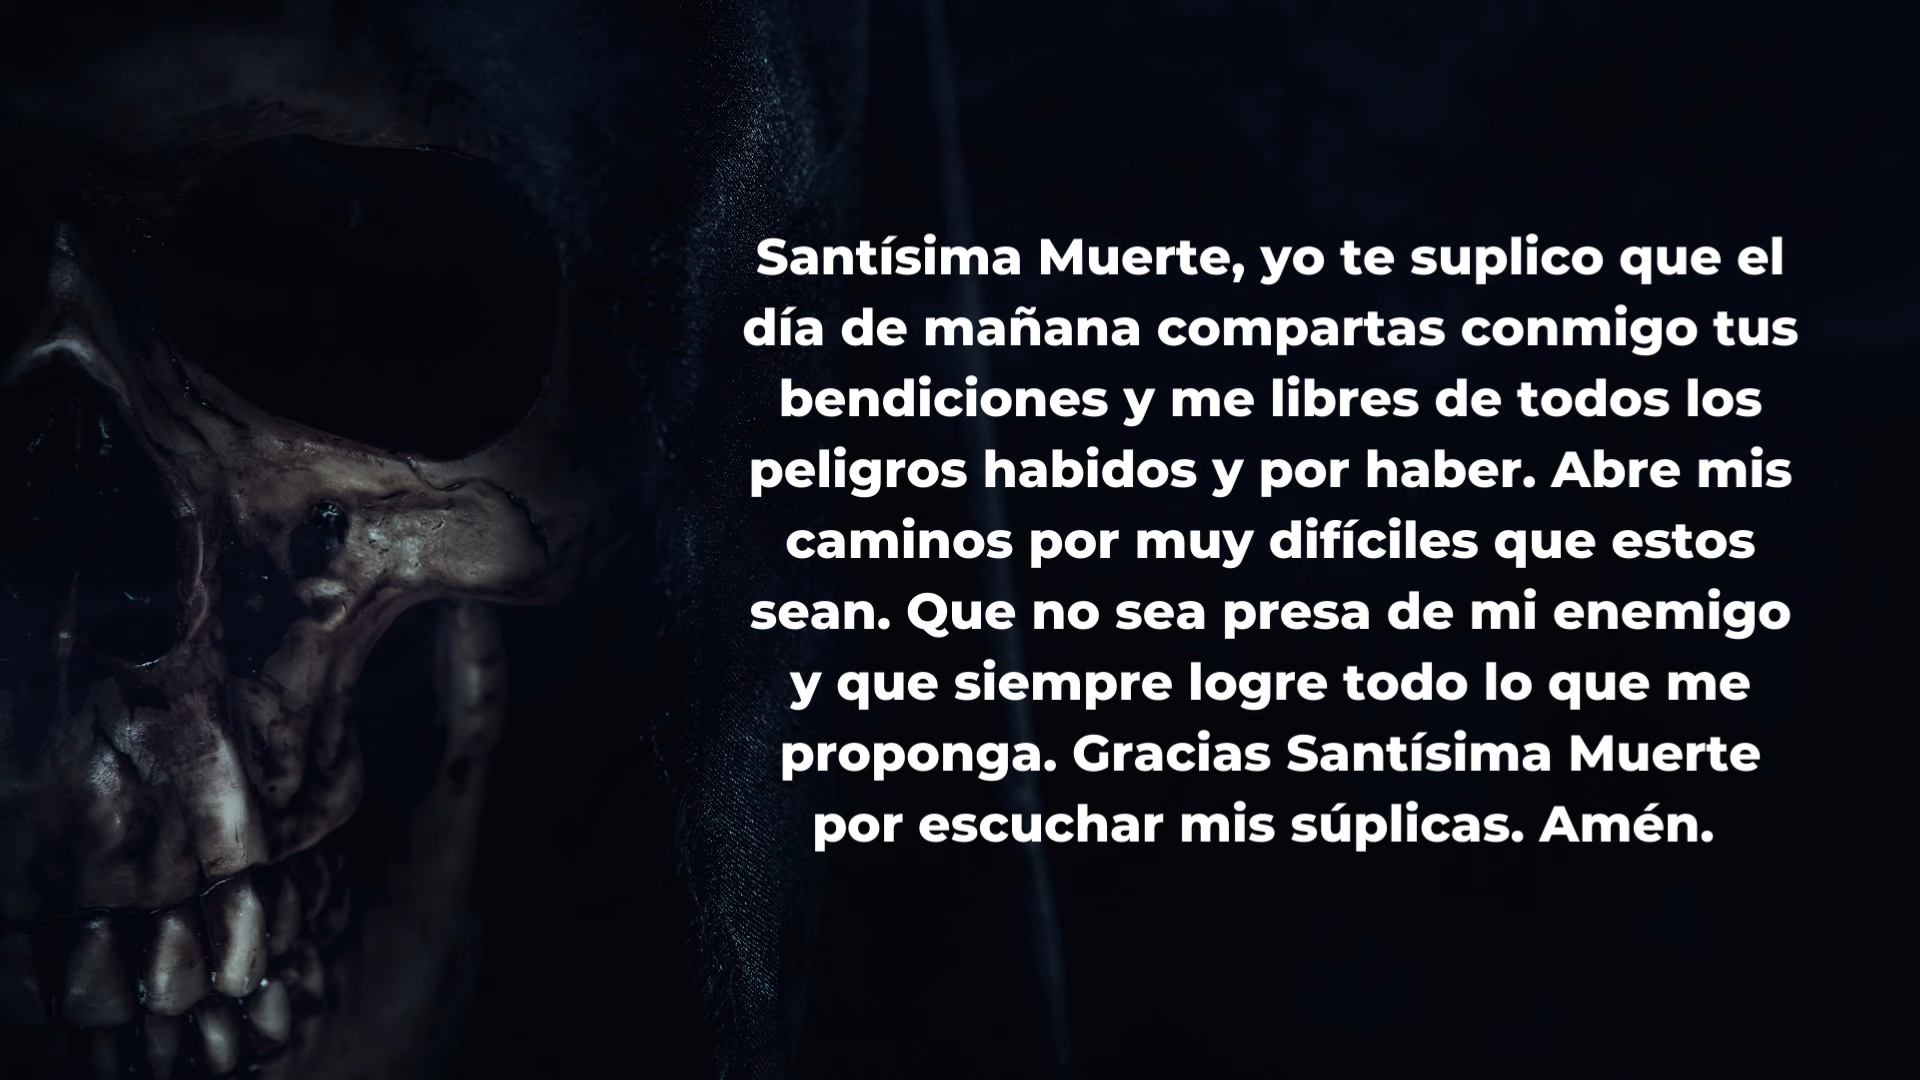 Santísima Muerte, yo te suplico que el
día de mañana compartas conmigo tus
bendiciones y me libres de todos los
peligros habidos y por haber. Abre mis
caminos por muy difíciles que estos
sean. Que no sea presa de mi enemigo
y que siempre logre todo lo que me
proponga. Gracias Santísima Muerte
por escuchar mis súplicas. Amén.